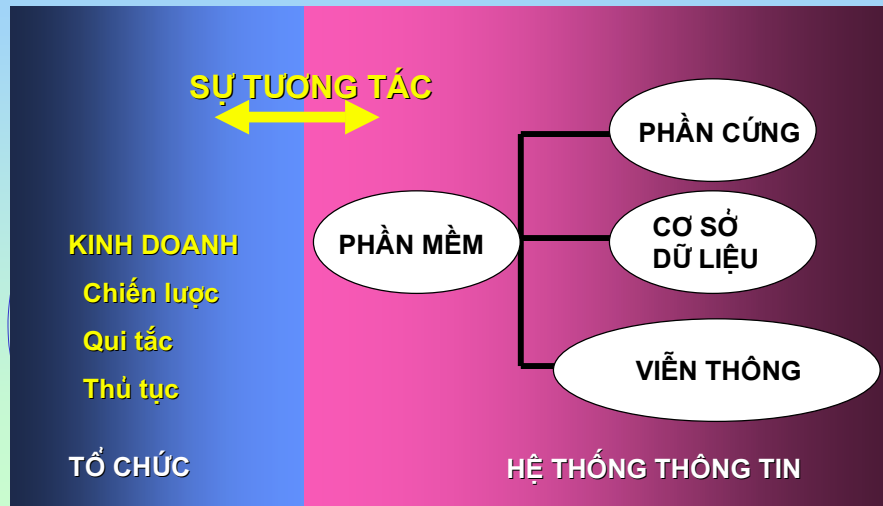 SỰ TƯƠNG TÁC
PHẦN CỨNG
PHẦN MỀM
CƠ SỞ
DỮ LIỆU
VIỄN THÔNG
KINH DOANH
Chiến lược
Qui tắc
Thủ tục
TỔ CHỨC
HỆ THỐNG THÔNG TIN